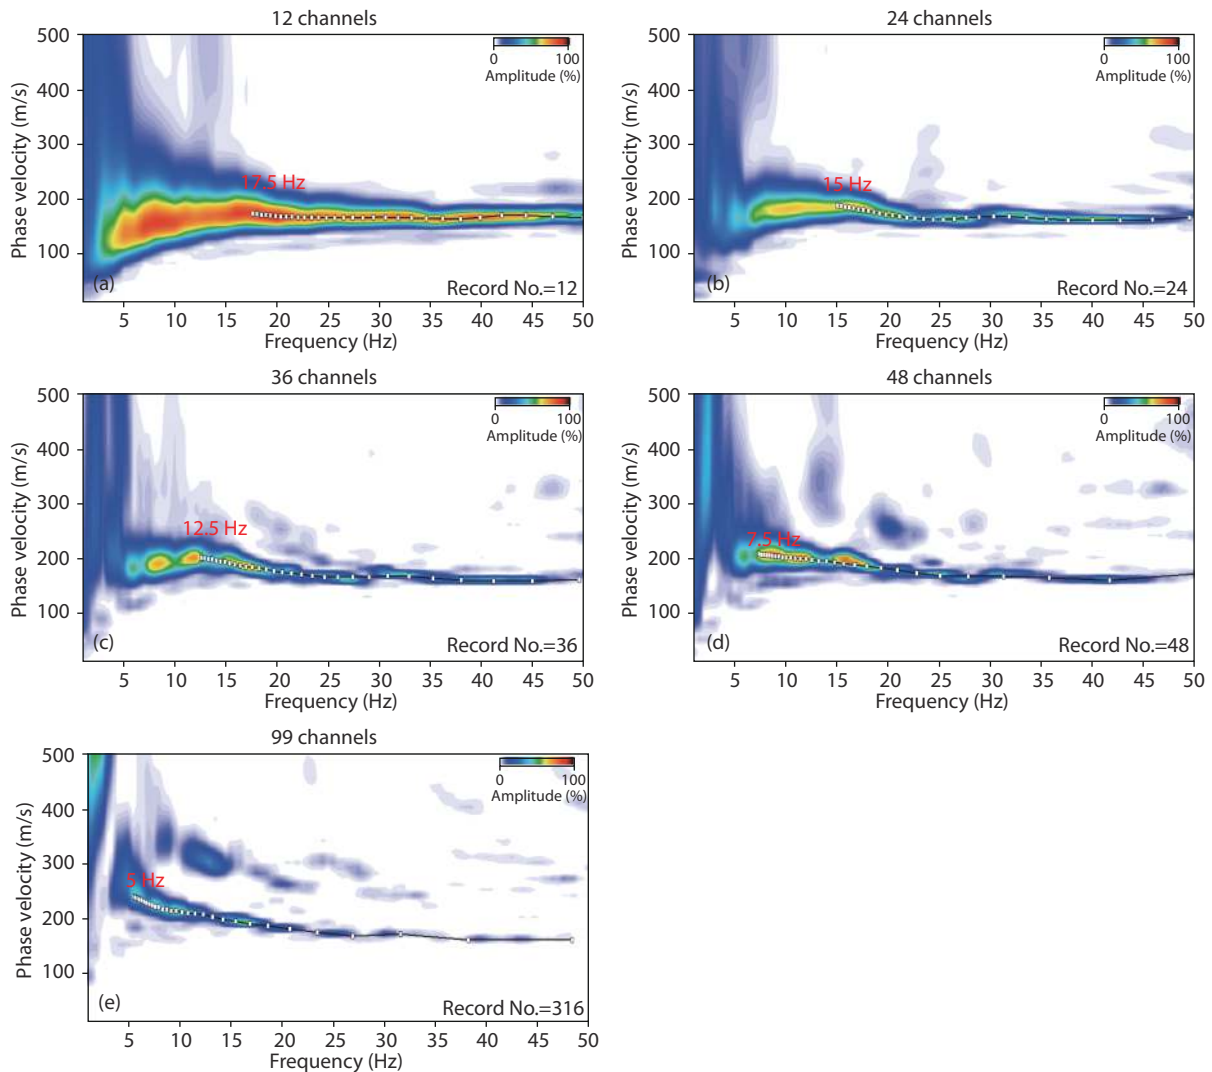 12 channels
500
400
300
200
100
Phase velocity (m/s)
0 100
Amplitude (%)
17.5 Hz
(a)
Record No.=12
5 10 15 20 25 30 35 40 45 50
Frequency (Hz)
24 channels
500
400
300
200
100
Phase velocity (m/s)
0 100
Amplitude (%)
15 Hz
(b)
Record No.=24
5 10 15 20 25 30 35 40 45 50
Frequency (Hz)
36 channels
500
400
300
200
100
Phase velocity (m/s)
0 100
Amplitude (%)
12.5 Hz
(c)
Record No.=36
5 10 15 20 25 30 35 40 45 50
Frequency (Hz)
48 channels
500
400
300
200
100
Phase velocity (m/s)
0 100
Amplitude (%)
7.5 Hz
(d)
Record No.=48
5 10 15 20 25 30 35 40 45 50
Frequency (Hz)
99 channels
500
400
300
200
100
Phase velocity (m/s)
0 100
Amplitude (%)
5 Hz
(e)
Record No.=316
5 10 15 20 25 30 35 40 45 50
Frequency (Hz)